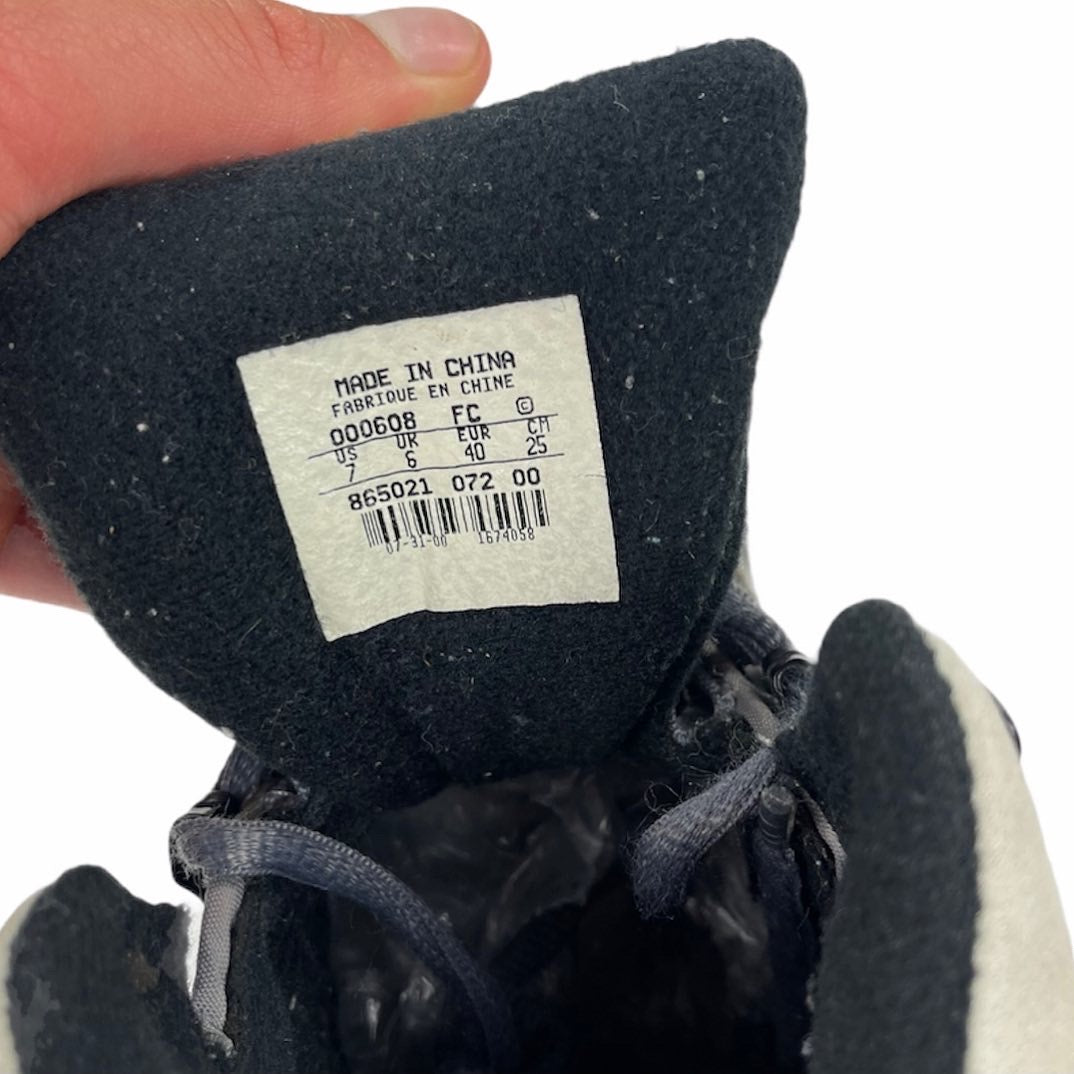 MADE IN CHINA
FABRIQUE EN CHINE
000608 FC ©
US UK EUR CM
7 6 40 25
865021 072 00
07-31-00 1674058